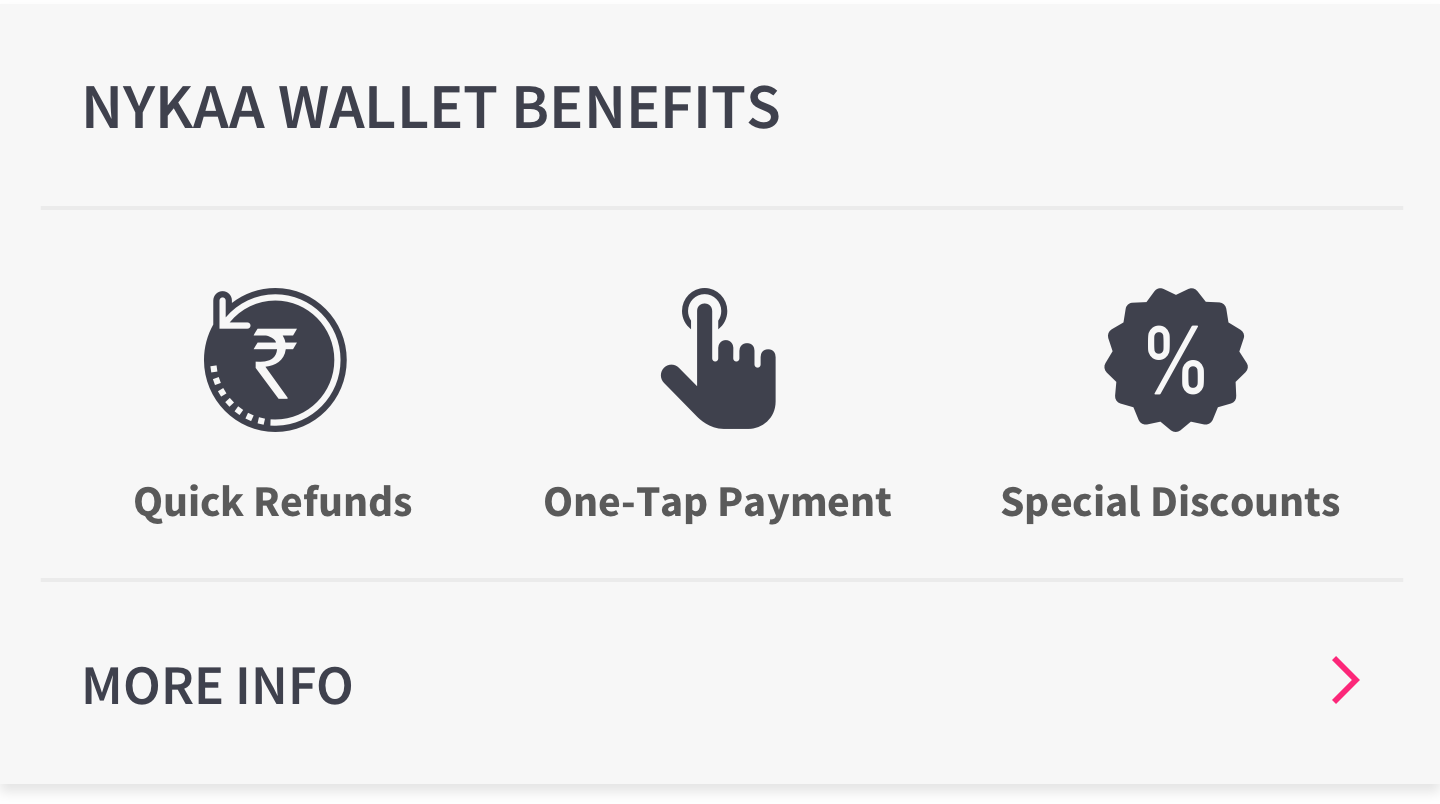 NYKAA WALLET BENEFITS
₹
%
Quick Refunds
One-Tap Payment
Special Discounts
MORE INFO